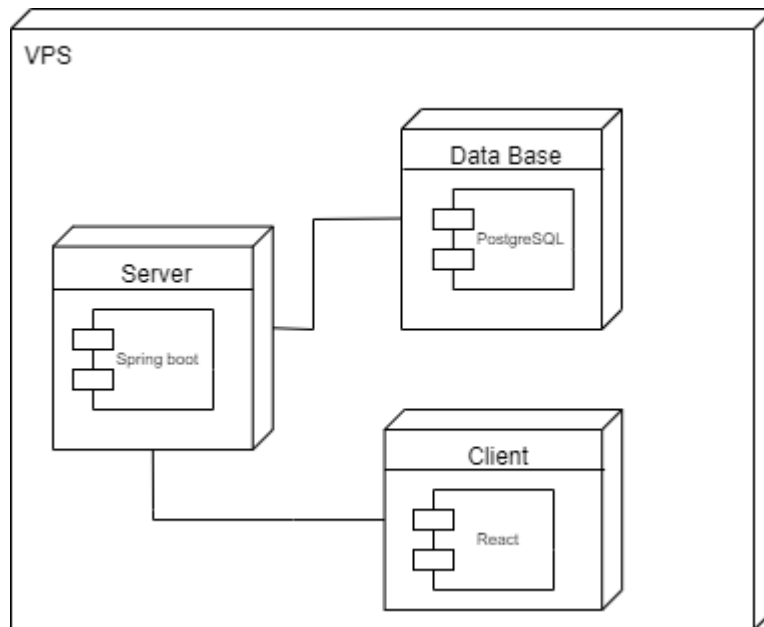 VPS
Data Base
PostgreSQL
Server
Spring boot
Client
React